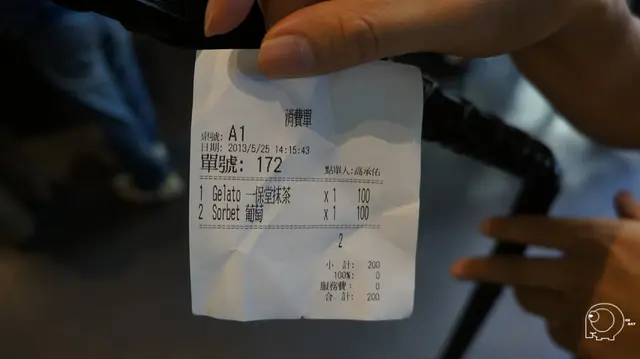 消費單
桌號: A1
日期: 2013/5/25 14:15:43
單號: 172 點單人:高承佑
1 Gelato 一保堂抹茶 x 1 100
2 Sorbet 葡萄 x 1 100
2
小 計: 200
100%: 0
服務費: 0
合 計: 200